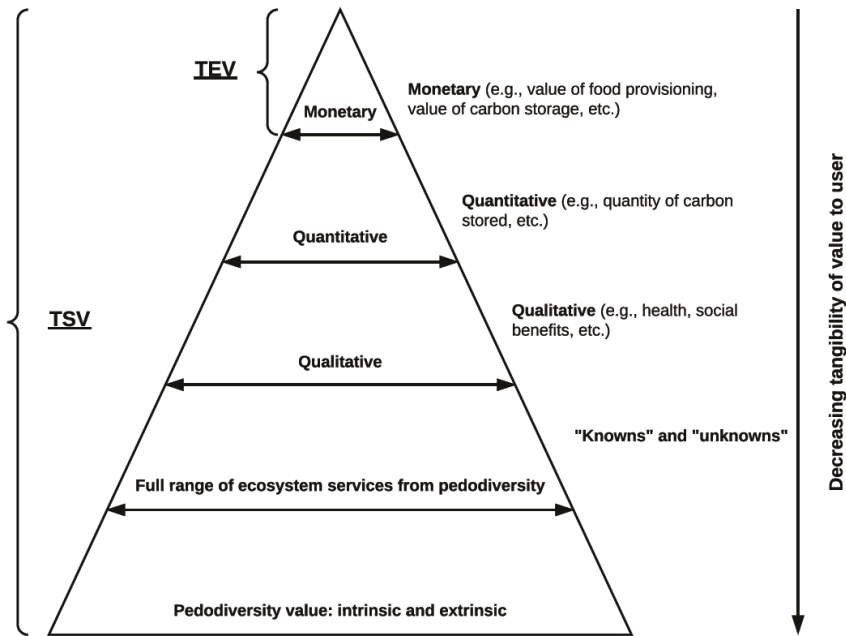 TEV
Monetary (e.g., value of food provisioning,
value of carbon storage, etc.)
Monetary
Quantitative (e.g., quantity of carbon
stored, etc.)
Quantitative
TSV
Qualitative (e.g., health, social
benefits, etc.)
Qualitative
"Knowns" and "unknowns"
Full range of ecosystem services from pedodiversity
Pedodiversity value: intrinsic and extrinsic
Decreasing tangibility of value to user